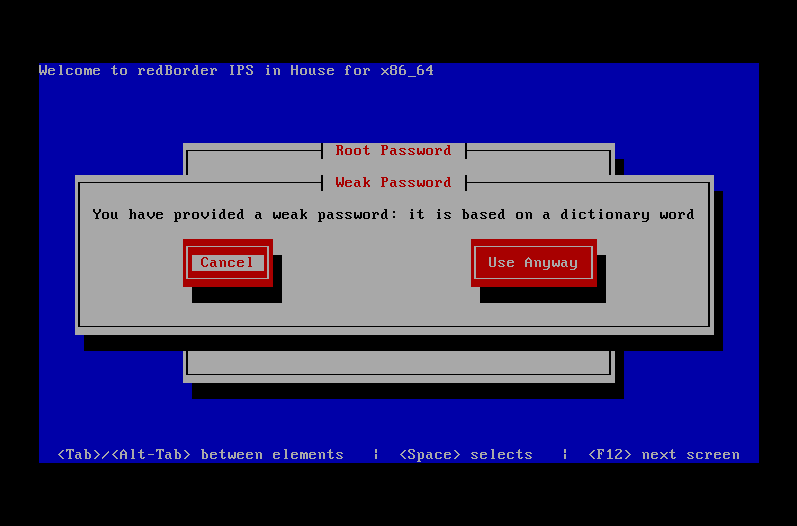 Welcome to redBorder IPS in House for x86_64
Root Password
Weak Password
You have provided a weak password: it is based on a dictionary word
Cancel Use Anyway
<Tab>/<Alt-Tab> between elements | <Space> selects | <F12> next screen